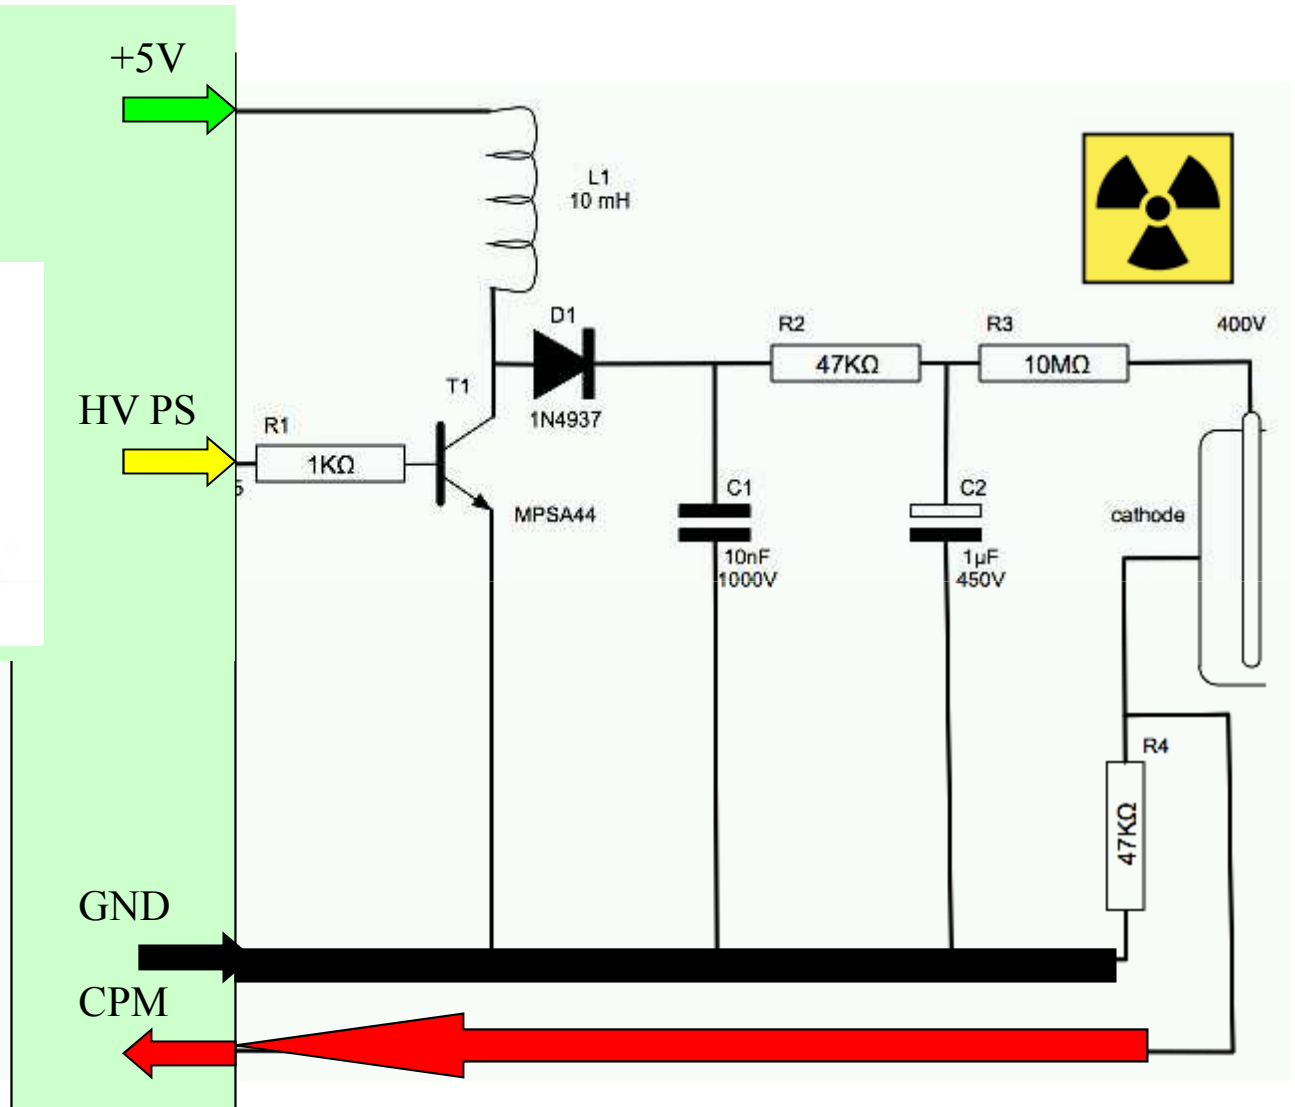 +5V
L1
10 mH
D1
R2
R3
400V
47KΩ
10MΩ
T1
1N4937
HV PS
R1
1KΩ
5
MPSA44
C1
C2
cathode
10nF
1000V
1µF
450V
R4
47KΩ
GND
CPM